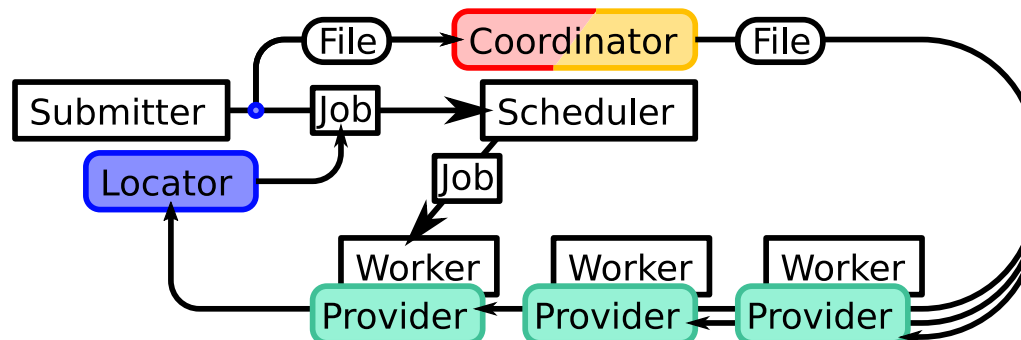 File
Coordinator
File
Submitter
Job
Scheduler
Locator
Job
Worker
Worker
Worker
Provider
Provider
Provider